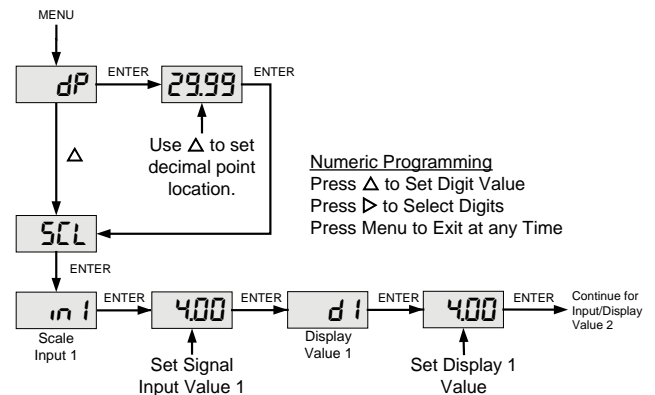 MENU
dP
ENTER
29.99
ENTER
Use Δ to set
decimal point
location.
Δ
Numeric Programming
Press Δ to Set Digit Value
Press ▷ to Select Digits
Press Menu to Exit at any Time
SCL
ENTER
in 1
ENTER
4.00
ENTER
d 1
ENTER
4.00
ENTER
Continue for
Input/Display
Value 2
Scale
Input 1
Set Signal
Input Value 1
Display
Value 1
Set Display 1
Value